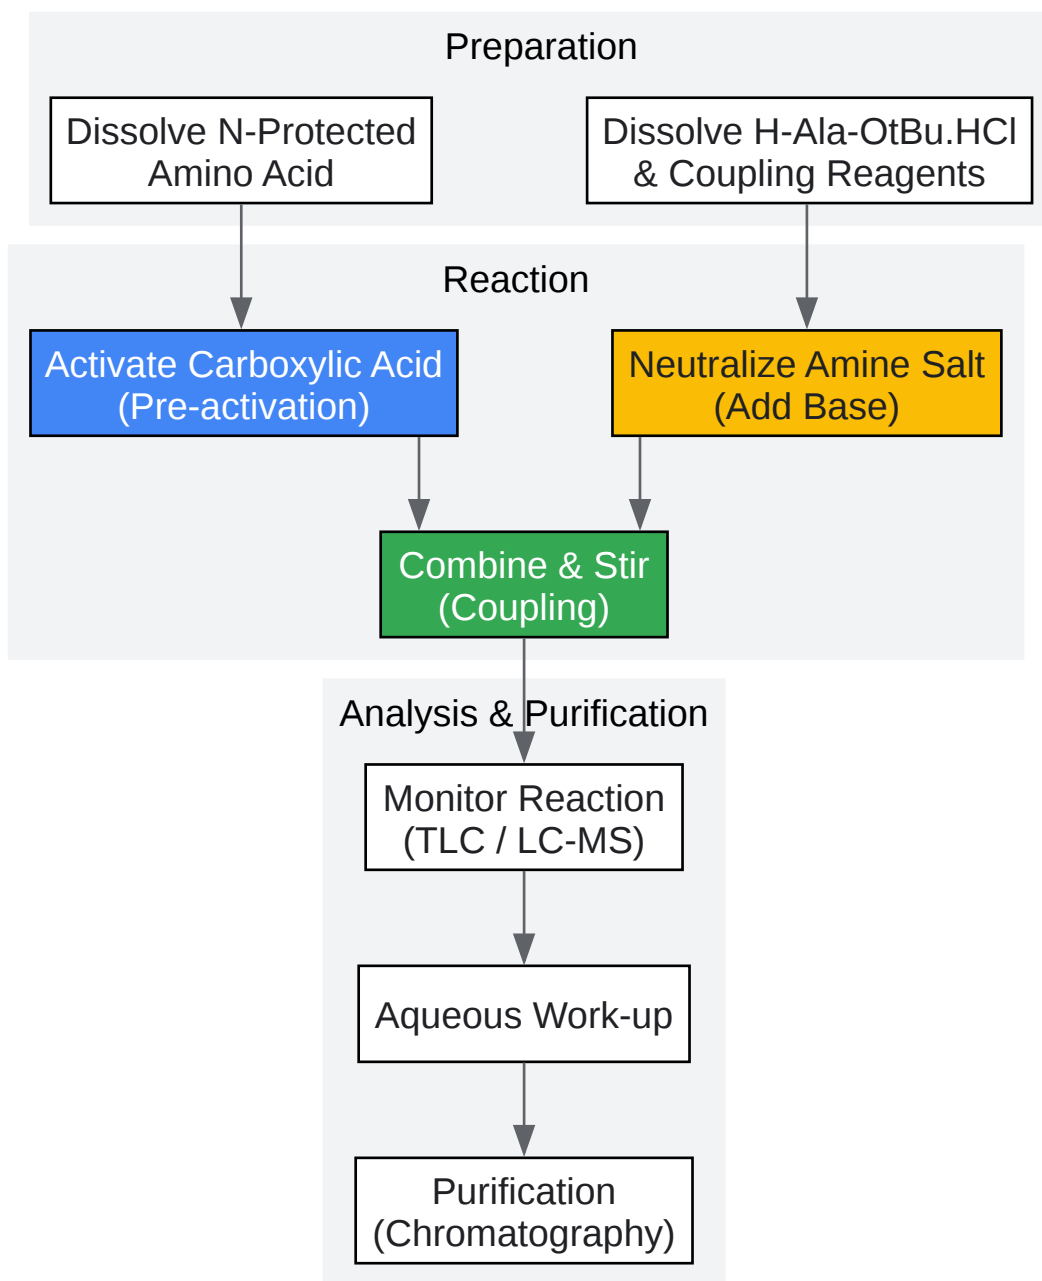 Preparation
Dissolve N-Protected
Amino Acid
Dissolve H-Ala-OtBu.HCl
& Coupling Reagents
Reaction
Activate Carboxylic Acid
(Pre-activation)
Neutralize Amine Salt
(Add Base)
Combine & Stir
(Coupling)
Analysis & Purification
Monitor Reaction
(TLC / LC-MS)
Aqueous Work-up
Purification
(Chromatography)